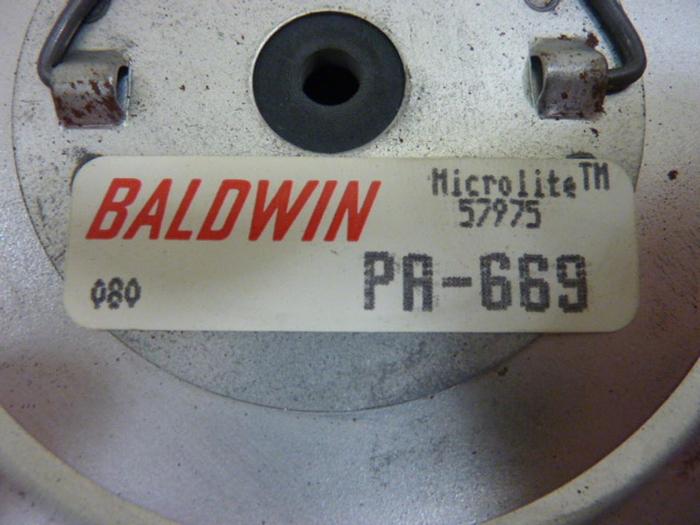 BALDWIN
Microlite™
57975
PA-669
080